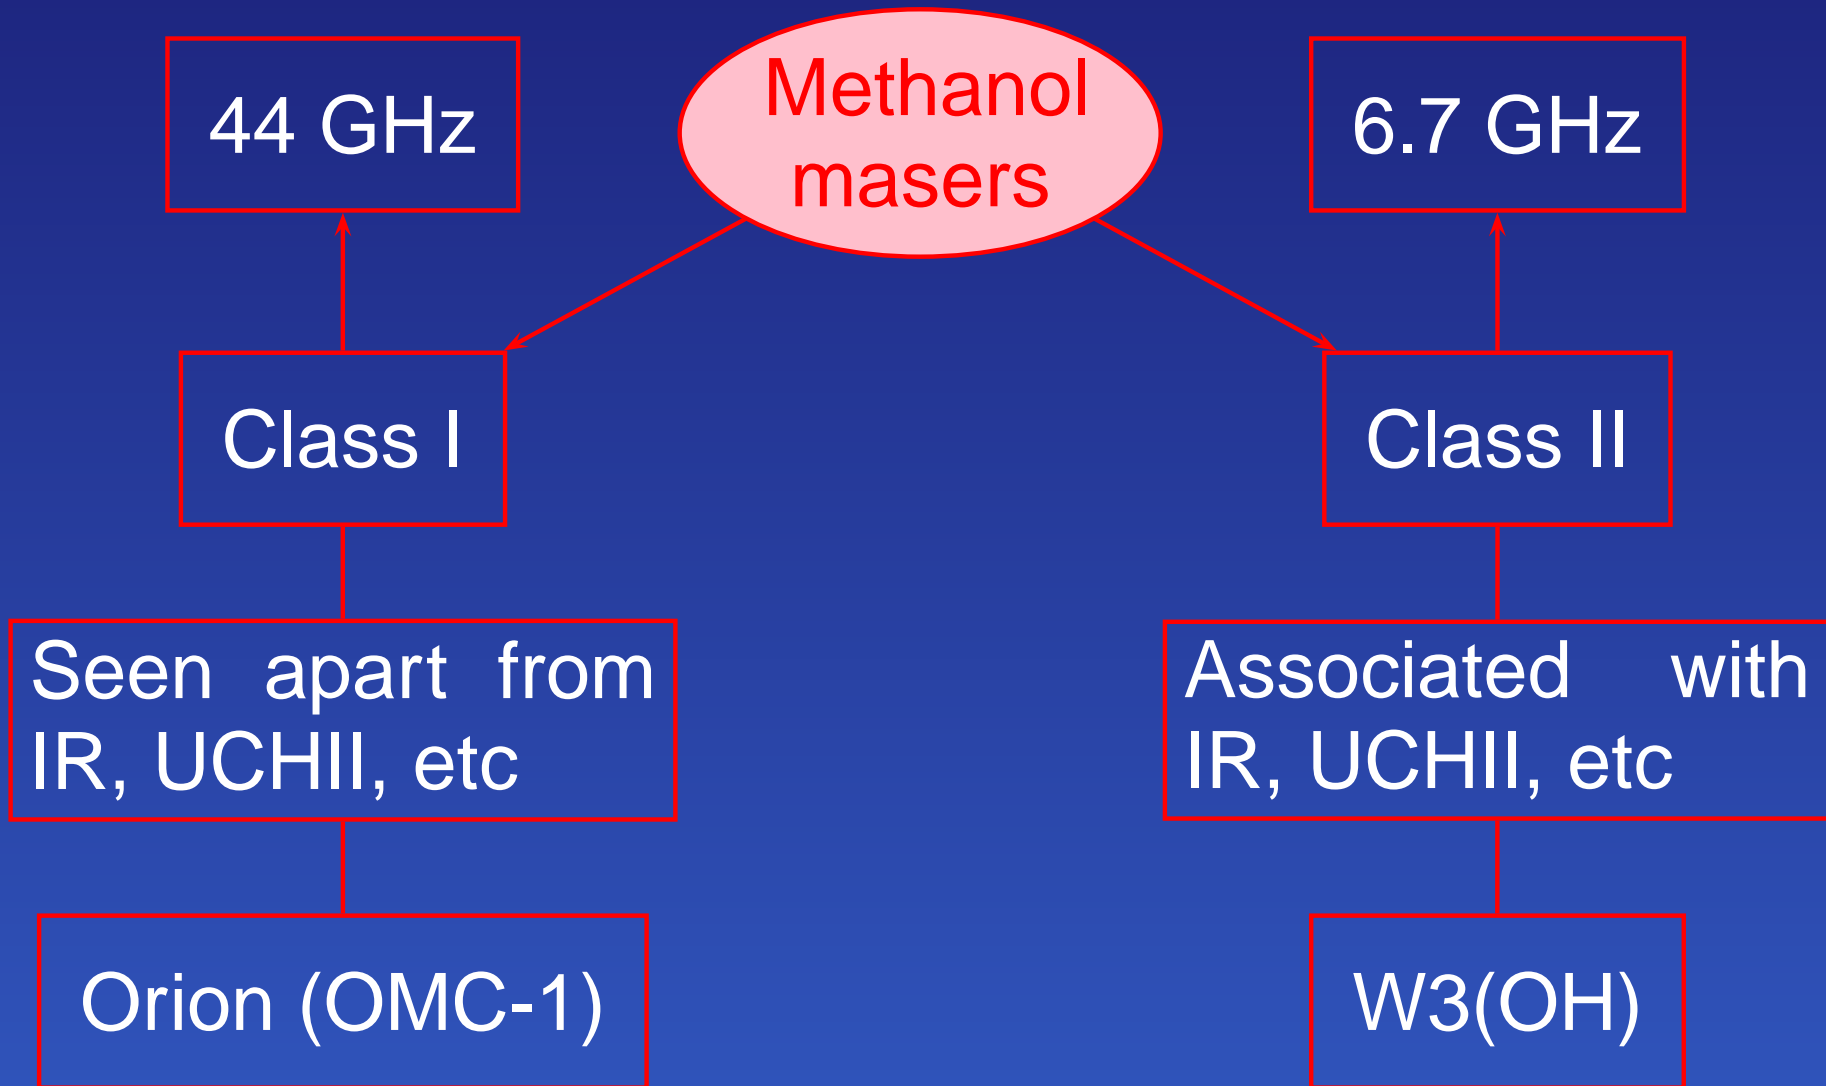 Methanol
masers
44 GHz
6.7 GHz
Class I
Class II
Seen apart from
IR, UCHII, etc
Associated with
IR, UCHII, etc
Orion (OMC-1)
W3(OH)